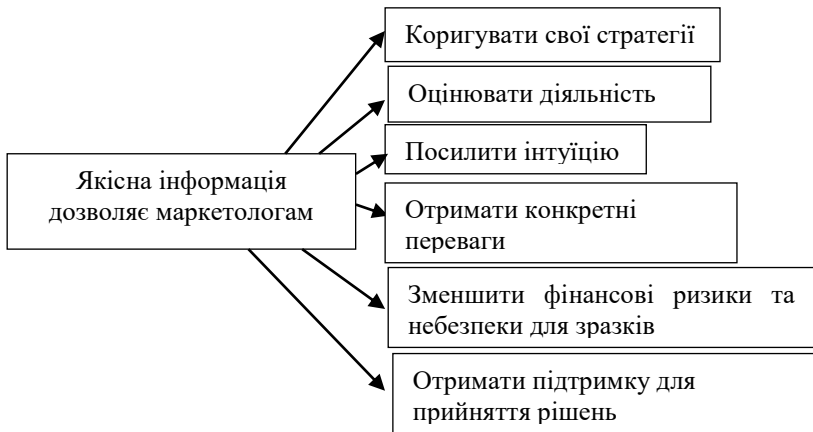 Коригувати свої стратегії
Оцінювати діяльність
Посилити інтуїцію
Якісна інформація
дозволяє маркетологам
Отримати конкретні
переваги
Зменшити фінансові ризики та
небезпеки для зразків
Отримати підтримку для
прийняття рішень